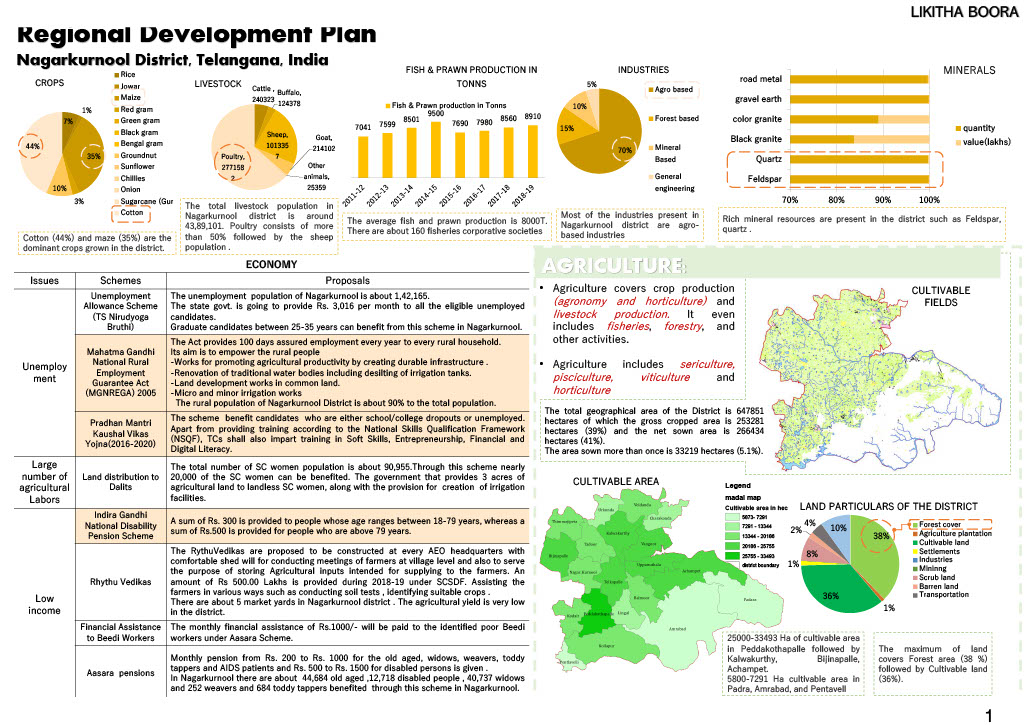 LIKITHA BOORA
Regional Development Plan
Nagarkurnool District, Telangana, India
CROPS
Rice
Jowar
Maize
Red gram
Green gram
Black gram
Bengal gram
Groundnut
Sunflower
Chillies
Onion
Sugarcane (Gur
Cotton
1%
7%
44%
35%
10%
3%
Cotton (44%) and maze (35%) are the
dominant crops grown in the district.
LIVESTOCK
Cattle ,
240323
Buffalo,
124378
Sheep,
101335
7
Goat,
214102
Other
animals,
25359
Poultry,
277158
2
The total livestock population in
Nagarkurnool district is around
43,89,101. Poultry consists of more
than 50% followed by the sheep
population .
FISH & PRAWN PRODUCTION IN
TONNS
Fish & Prawn production in Tonns
7041
7599
8501
9500
7690
7980
8560
8910
2011-12
2012-13
2013-14
2014-15
2015-16
2016-17
2017-18
2018-19
The average fish and prawn production is 8000T.
There are about 160 fisheries corporative societies
INDUSTRIES
5%
10%
15%
70%
Agro based
Forest based
Mineral
Based
General
engineering
Most of the industries present in
Nagarkurnool district are agro-
based industries
MINERALS
road metal
gravel earth
color granite
Black granite
Quartz
Feldspar
70%
80%
90%
100%
quantity
value(lakhs)
Rich mineral resources are present in the district such as Feldspar,
quartz .
ECONOMY
Issues
Schemes
Proposals
Unemploy
ment
Unemployment
Allowance Scheme
(TS Nirudyoga
Bruthi)
The unemployment population of Nagarkurnool is about 1,42,165.
The state govt. is going to provide Rs. 3,016 per month to all the eligible unemployed
candidates.
Graduate candidates between 25-35 years can benefit from this scheme in Nagarkurnool.
Mahatma Gandhi
National Rural
Employment
Guarantee Act
(MGNREGA) 2005
The Act provides 100 days assured employment every year to every rural household.
Its aim is to empower the rural people
-Works for promoting agricultural productivity by creating durable infrastructure .
-Renovation of traditional water bodies including desilting of irrigation tanks.
-Land development works in common land.
-Micro and minor irrigation works
The rural population of Nagarkurnool District is about 90% to the total population.
Pradhan Mantri
Kaushal Vikas
Yojna(2016-2020)
The scheme benefit candidates who are either school/college dropouts or unemployed.
Apart from providing training according to the National Skills Qualification Framework
(NSQF), TCs shall also impart training in Soft Skills, Entrepreneurship, Financial and
Digital Literacy.
Large
number of
agricultural
Labors
Land distribution to
Dalits
The total number of SC women population is about 90,955.Through this scheme nearly
20,000 of the SC women can be benefited. The government that provides 3 acres of
agricultural land to landless SC women, along with the provision for creation of irrigation
facilities.
Low
income
Indira Gandhi
National Disability
Pension Scheme
A sum of Rs. 300 is provided to people whose age ranges between 18-79 years, whereas a
sum of Rs.500 is provided for people who are above 79 years.
Rhythu Vedikas
The RythuVedikas are proposed to be constructed at every AEO headquarters with
comfortable shed will for conducting meetings of farmers at village level and also to serve
the purpose of storing Agricultural inputs intended for supplying to the farmers. An
amount of Rs 500.00 Lakhs is provided during 2018-19 under SCSDF. Assisting the
farmers in various ways such as conducting soil tests , identifying suitable crops .
There are about 5 market yards in Nagarkurnool district . The agricultural yield is very low
in the district.
Financial Assistance
to Beedi Workers
The monthly financial assistance of Rs.1000/- will be paid to the identified poor Beedi
workers under Aasara Scheme.
Aasara pensions
Monthly pension from Rs. 200 to Rs. 1000 for the old aged, widows, weavers, toddy
tappers and AIDS patients and Rs. 500 to Rs. 1500 for disabled persons is given .
In Nagarkurnool there are about 44,684 old aged ,12,718 disabled people , 40,737 widows
and 252 weavers and 684 toddy tappers benefited through this scheme in Nagarkurnool.
AGRICULTURE:
• Agriculture covers crop production
(agronomy and horticulture) and
livestock production. It even
includes fisheries, forestry, and
other activities.
• Agriculture includes sericulture,
pisciculture, viticulture and
horticulture
CULTIVABLE
FIELDS
The total geographical area of the District is 647851
hectares of which the gross cropped area is 253281
hectares (39%) and the net sown area is 266434
hectares (41%).
The area sown more than once is 33219 hectares (5.1%).
CULTIVABLE AREA
Legend
madal map
Cultivable area in hec
5873- 7291
7291 - 13344
13344 - 20186
20186 - 25755
25755 - 33493
district boundary
Padara
Amrabad
LAND PARTICULARS OF THE DISTRICT
38%
1%
36%
1%
8%
2%
4%
10%
Forest cover
Agriculture plantation
Cultivable land
Settlements
Industries
Mining
Scrub land
Barren land
Transportation
25000-33493 Ha of cultivable area
in Peddakothapalle followed by
Kalwakurthy, Bijinapalle,
Achampet.
5800-7291 Ha cultivable area in
Padra, Amrabad, and Pentavell
The maximum of land
covers Forest area (38 %)
followed by Cultivable land
(36%).
1